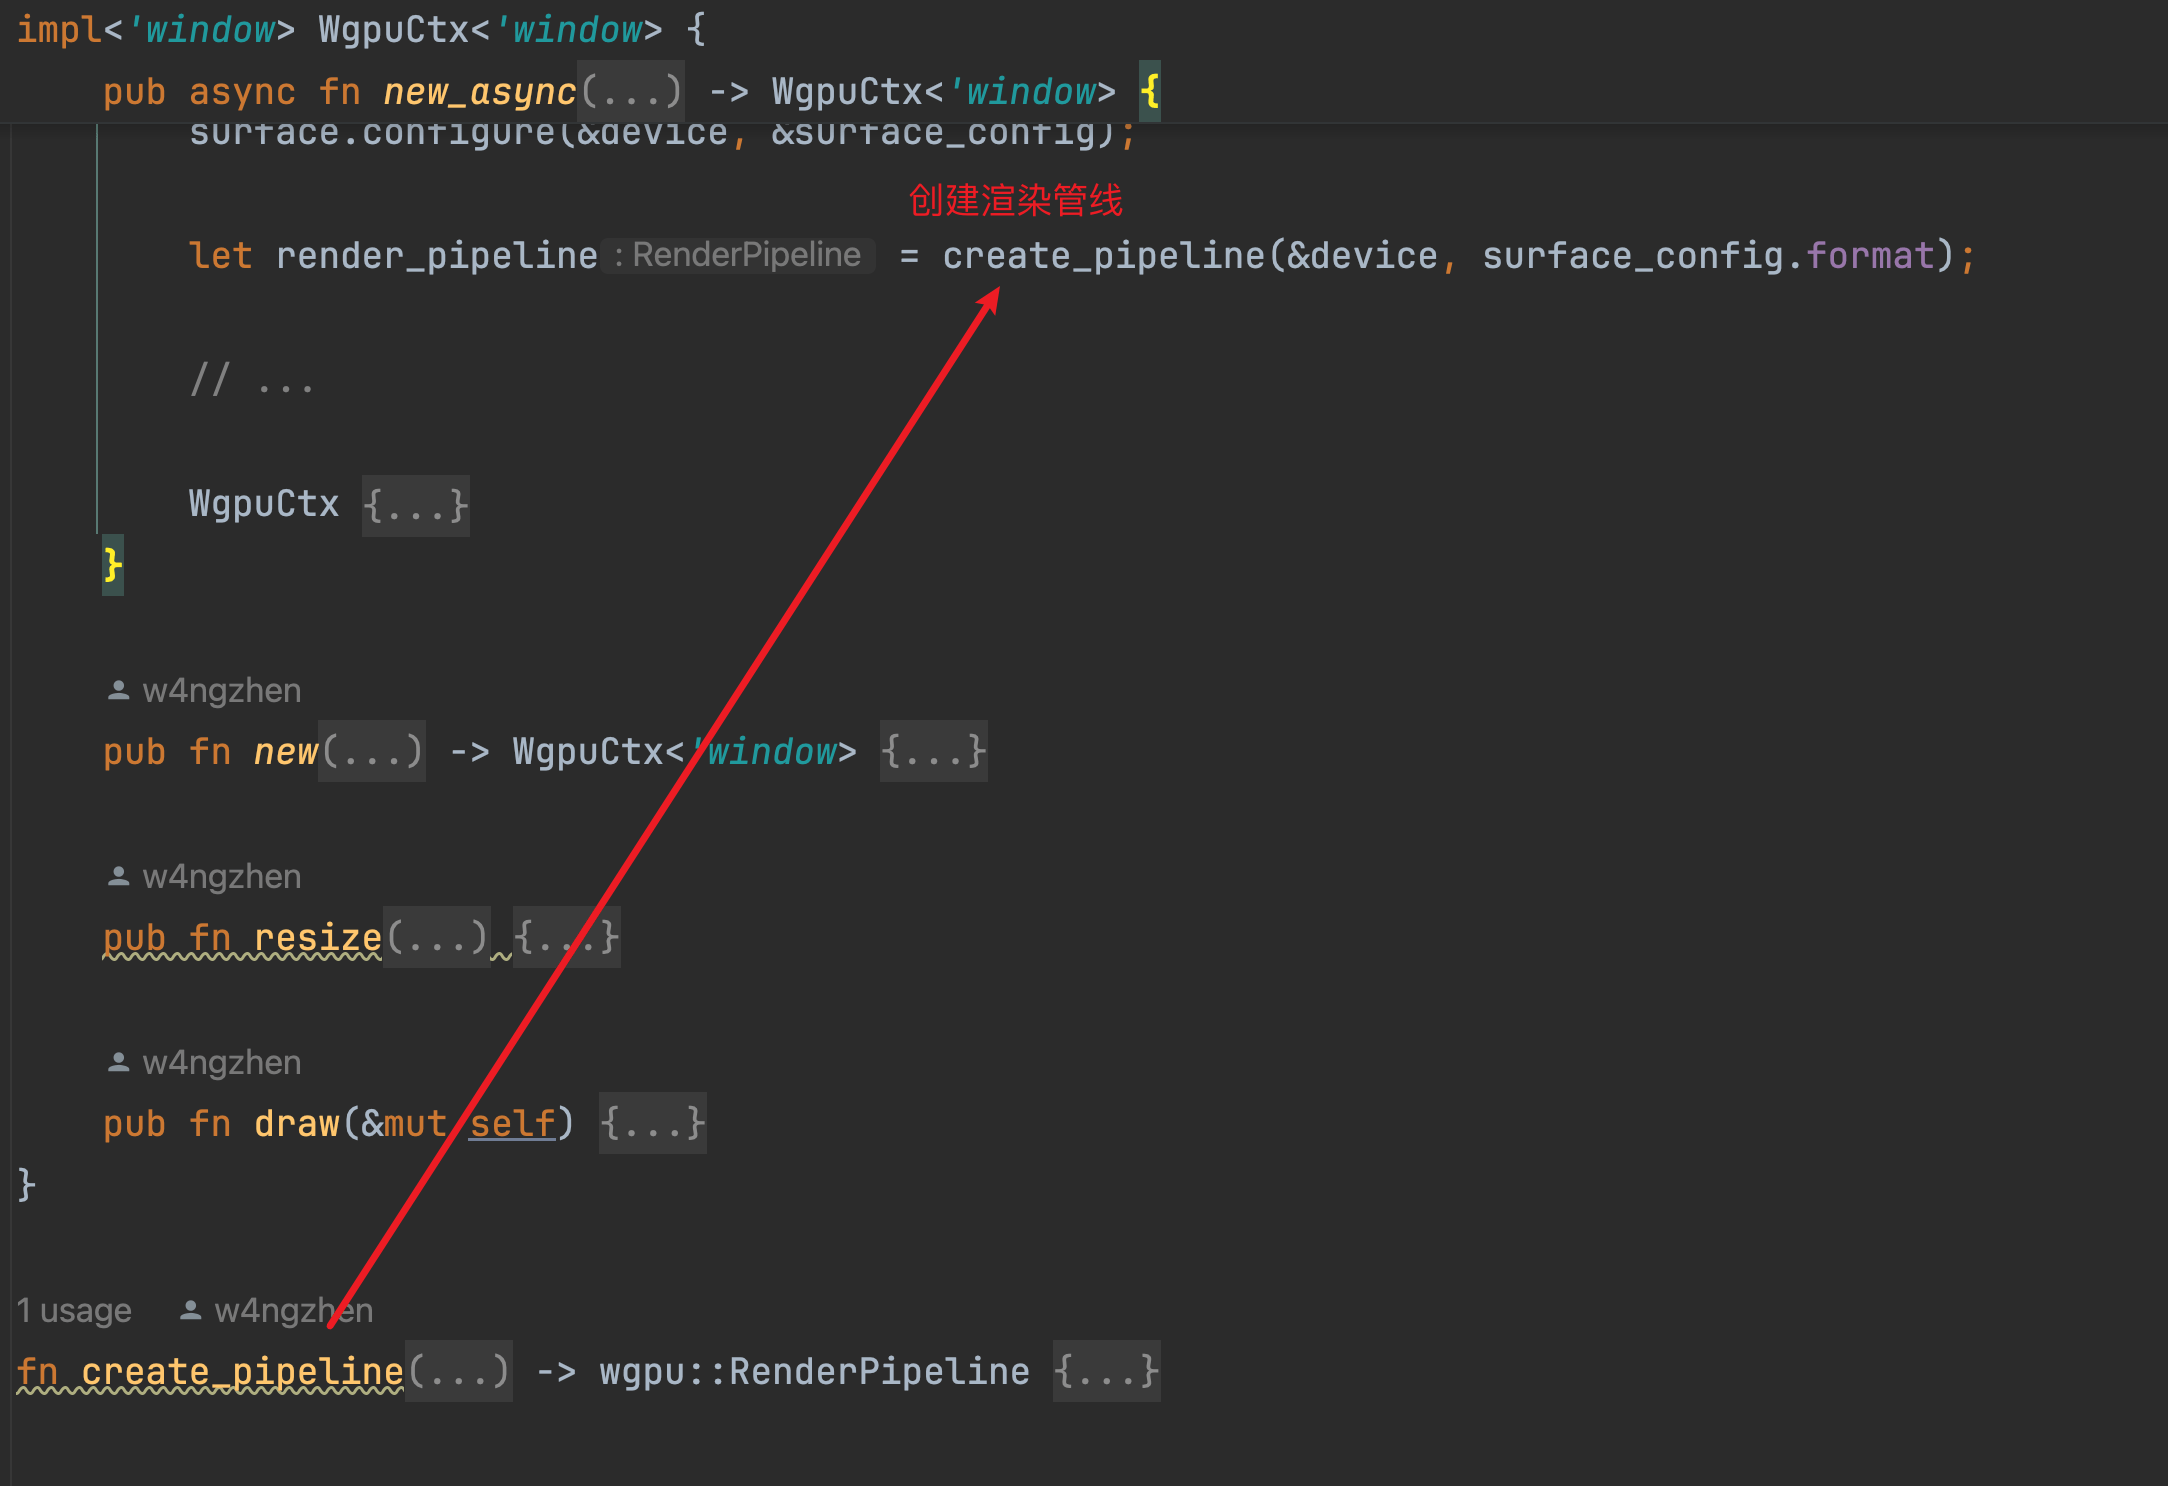 impl<'window> WgpuCtx<'window> {
pub async fn new_async(...) -> WgpuCtx<'window> {
surface.configure(&device, &surface_config);
创建渲染管线
let render_pipeline : RenderPipeline = create_pipeline(&device, surface_config.format);
// ...
WgpuCtx {...}
}
w4ngzhen
pub fn new(...) -> WgpuCtx<'window> {...}
w4ngzhen
pub fn resize(...) {...}
w4ngzhen
pub fn draw(&mut self) {...}
}
1 usage w4ngzhen
fn create_pipeline(...) -> wgpu::RenderPipeline {...}